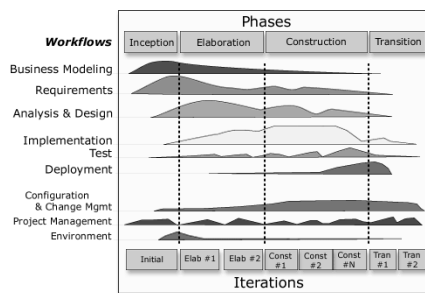 Phases
Workflows
Inception Elaboration Construction Transition
Business Modeling
Requirements
Analysis & Design
Implementation
Test
Deployment
Configuration
& Change Mgmt
Project Management
Environment
Initial Elab #1 Elab #2 Const #1 Const #2 Const #N Tran #1 Tran #2
Iterations